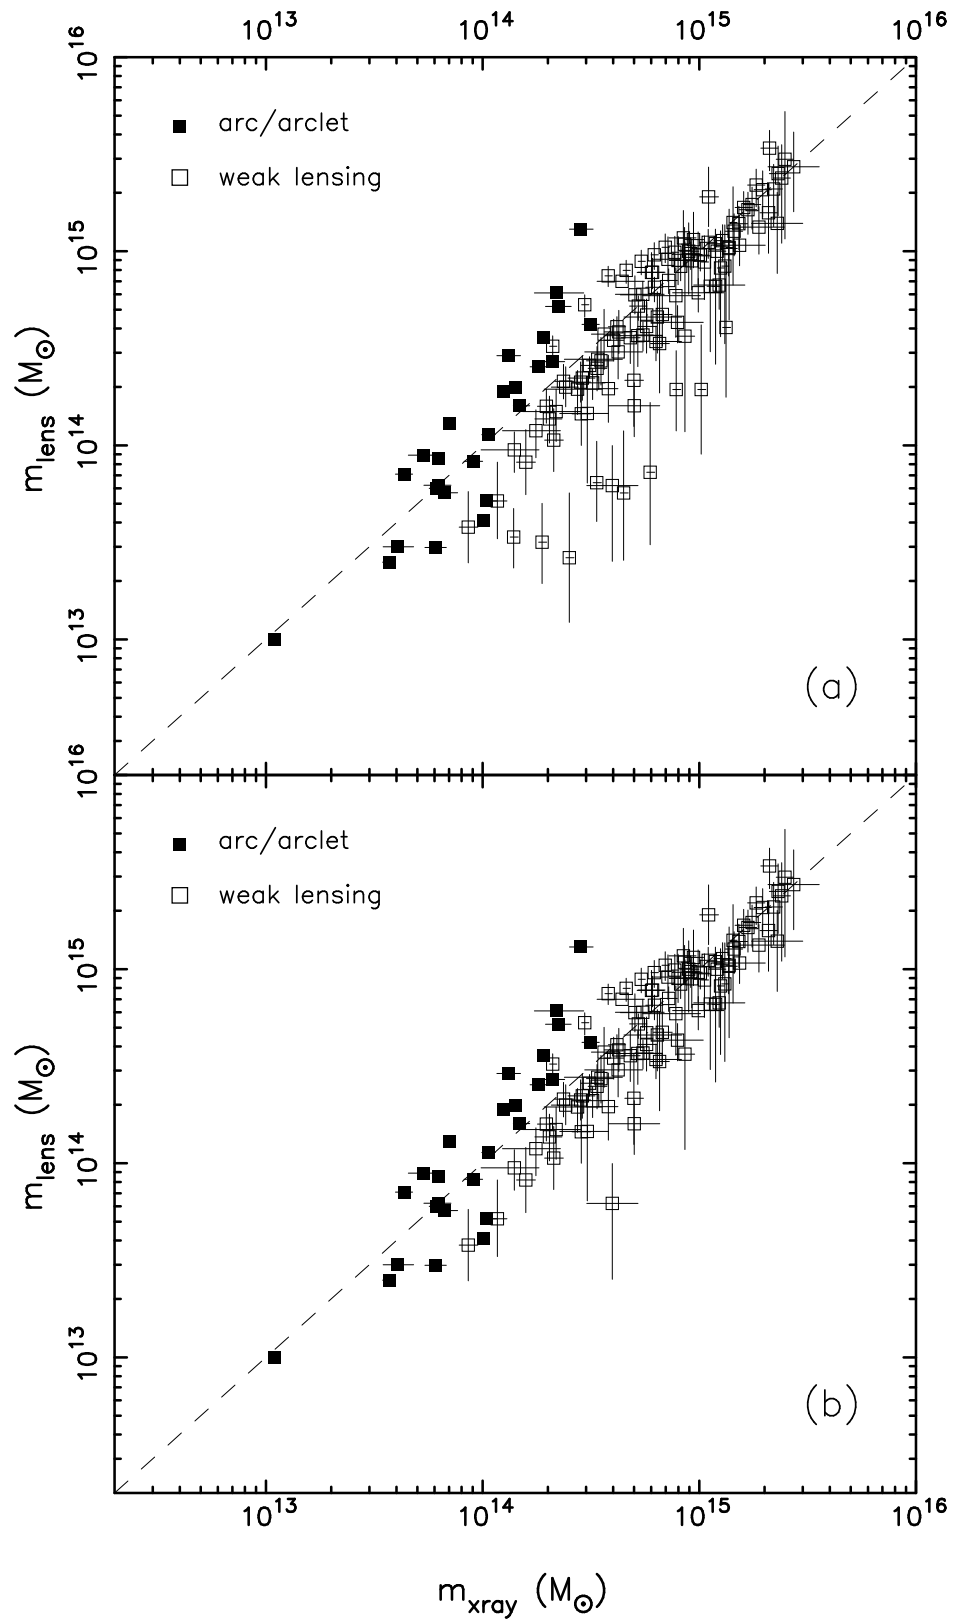 10^13 10^14 10^15 10^16
10^16
arc/arclet
weak lensing
10^15
m_lens (M_⊙)
10^14
10^13
(a)
10^16
arc/arclet
weak lensing
10^15
m_lens (M_⊙)
10^14
10^13
(b)
10^13 10^14 10^15 10^16
m_xray (M_⊙)